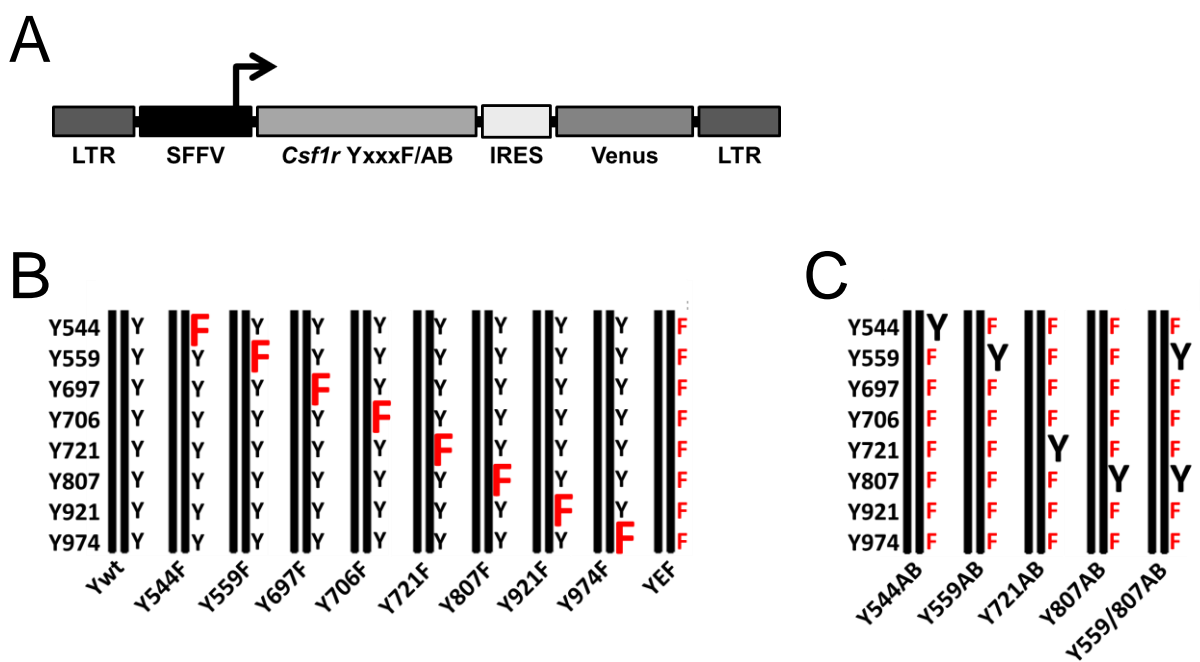 A
LTR SFFV Csf1r YxxxF/AB IRES Venus LTR
B
Y544 Y F Y Y Y Y Y Y Y F
Y559 Y Y F Y Y Y Y Y Y F
Y697 Y Y Y F Y Y Y Y Y F
Y706 Y Y Y Y F Y Y Y Y F
Y721 Y Y Y Y Y F Y Y Y F
Y807 Y Y Y Y Y Y F Y Y F
Y921 Y Y Y Y Y Y Y F Y F
Y974 Y Y Y Y Y Y Y Y F F
Ywt Y544F Y559F Y697F Y706F Y721F Y807F Y921F Y974F YEF
C
Y544 Y F F F F
Y559 F Y F F Y
Y697 F F F F F
Y706 F F F F F
Y721 F F Y F F
Y807 F F F Y Y
Y921 F F F F F
Y974 F F F F F
Y544AB Y559AB Y721AB Y807AB Y559/807AB